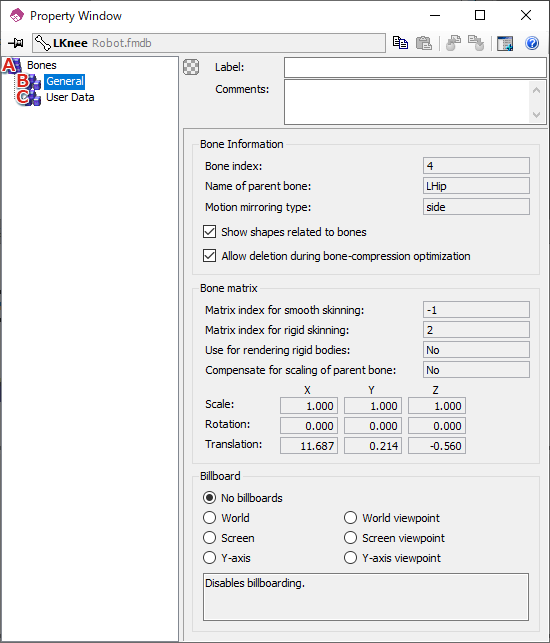 Property Window
LKnee Robot.fmdb
A Bones
B General
C User Data
Label:
Comments:
Bone Information
Bone index: 4
Name of parent bone: LHip
Motion mirroring type: side
Show shapes related to bones
Allow deletion during bone-compression optimization
Bone matrix
Matrix index for smooth skinning: -1
Matrix index for rigid skinning: 2
Use for rendering rigid bodies: No
Compensate for scaling of parent bone: No
X Y Z
Scale: 1.000 1.000 1.000
Rotation: 0.000 0.000 0.000
Translation: 11.687 0.214 -0.560
Billboard
No billboards
World World viewpoint
Screen Screen viewpoint
Y-axis Y-axis viewpoint
Disables billboarding.